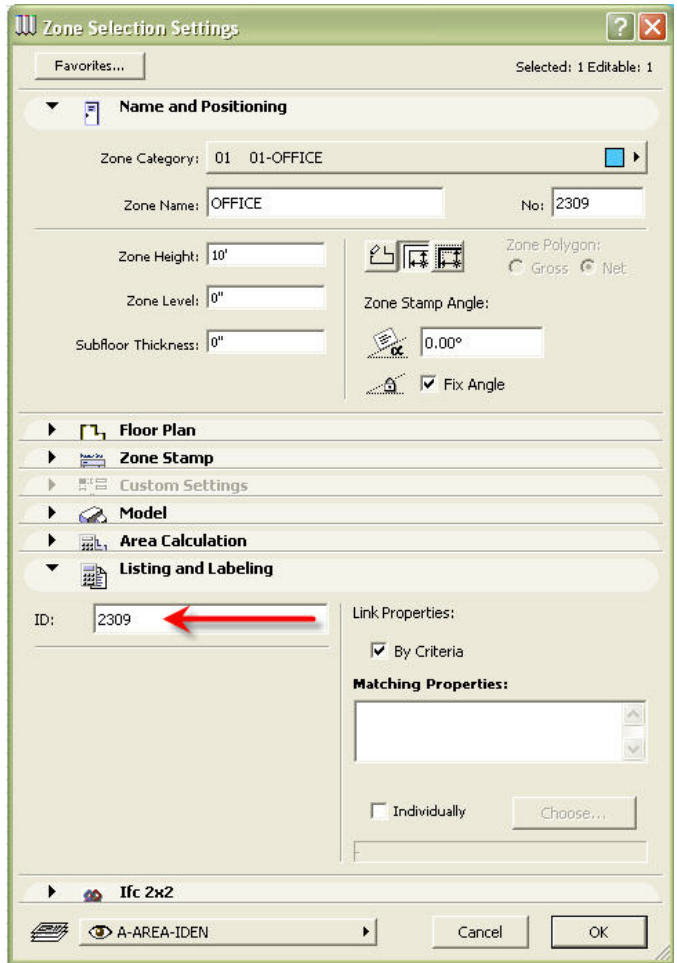 Zone Selection Settings
Favorites...
Selected: 1 Editable: 1
Name and Positioning
Zone Category: 01 01-OFFICE
Zone Name: OFFICE No: 2309
Zone Height: 10'
Zone Level: 0"
Subfloor Thickness: 0"
Zone Polygon:
Gross Net
Zone Stamp Angle:
α 0.00°
Fix Angle
Floor Plan
Zone Stamp
Custom Settings
Model
Area Calculation
Listing and Labeling
ID: 2309
Link Properties:
By Criteria
Matching Properties:
Individually Choose...
Ifc 2x2
A-AREA-IDEN Cancel OK